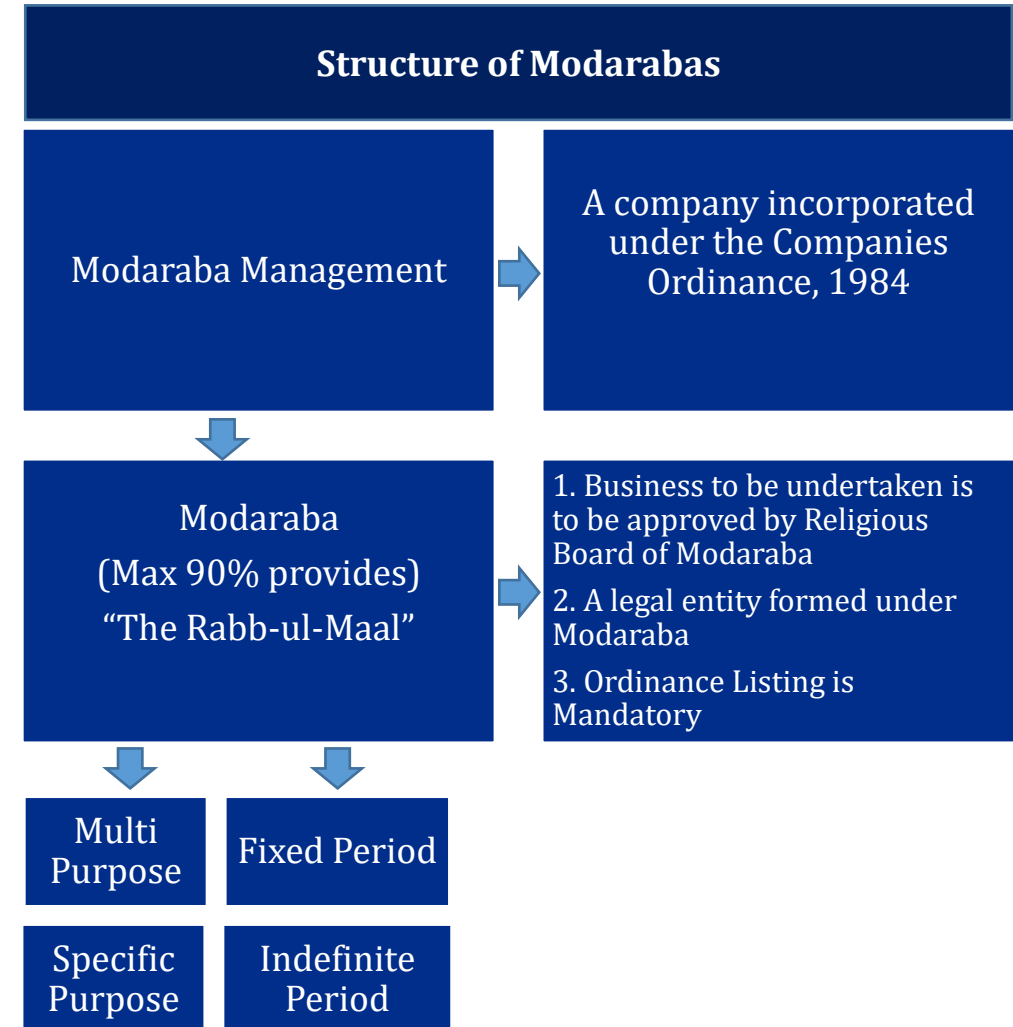 Structure of Modarabas
Modaraba Management
A company incorporated
under the Companies
Ordinance, 1984
Modaraba
(Max 90% provides)
“The Rabb-ul-Maal”
1. Business to be undertaken is
to be approved by Religious
Board of Modaraba
2. A legal entity formed under
Modaraba
3. Ordinance Listing is
Mandatory
Multi
Purpose
Fixed Period
Specific
Purpose
Indefinite
Period